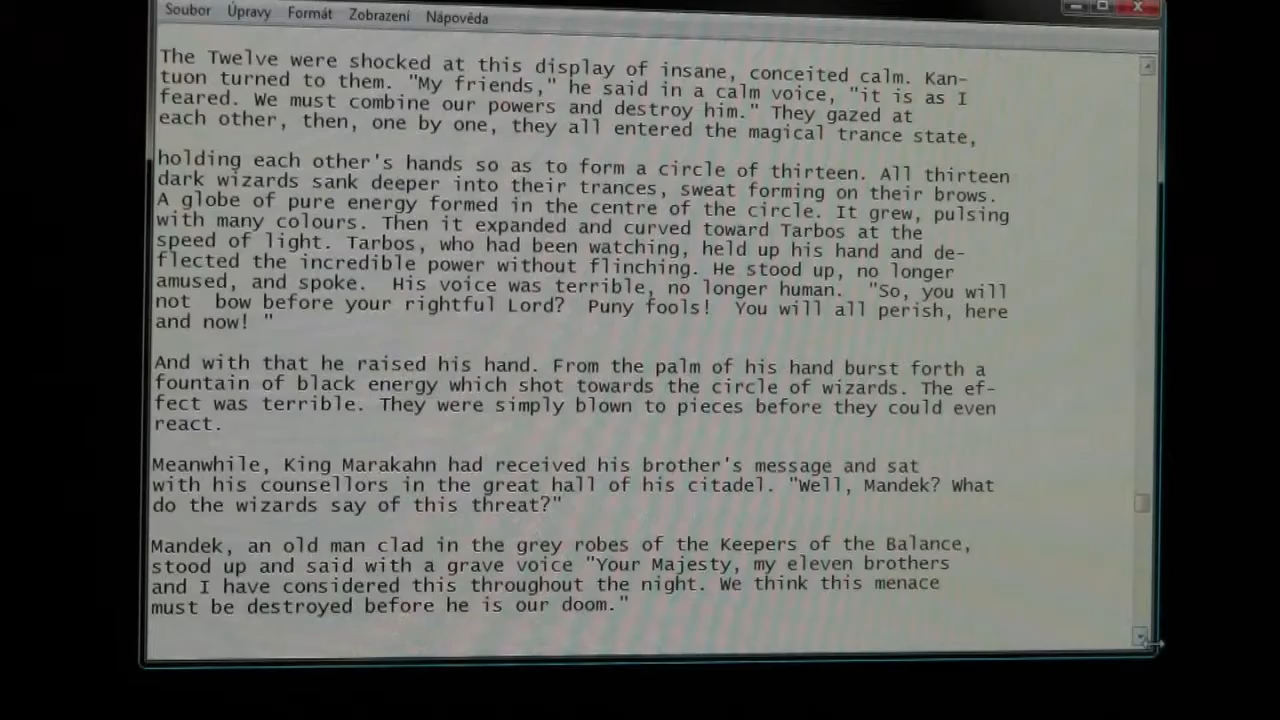 Soubor Úpravy Formát Zobrazení Nápověda
The Twelve were shocked at this display of insane, conceited calm. Kan-
tuon turned to them. "My friends," he said in a calm voice, "it is as I
feared. We must combine our powers and destroy him." They gazed at
each other, then, one by one, they all entered the magical trance state,
holding each other's hands so as to form a circle of thirteen. All thirteen
dark wizards sank deeper into their trances, sweat forming on their brows.
A globe of pure energy formed in the centre of the circle. It grew, pulsing
with many colours. Then it expanded and curved toward Tarbos at the
speed of light. Tarbos, who had been watching, held up his hand and de-
flected the incredible power without flinching. He stood up, no longer
amused, and spoke.  His voice was terrible, no longer human.  "So, you will
not  bow before your rightful Lord?  Puny fools!  You will all perish, here
and now! "
And with that he raised his hand. From the palm of his hand burst forth a
fountain of black energy which shot towards the circle of wizards. The ef-
fect was terrible. They were simply blown to pieces before they could even
react.
Meanwhile, King Marakahn had received his brother's message and sat
with his counsellors in the great hall of his citadel. "Well, Mandek? What
do the wizards say of this threat?"
Mandek, an old man clad in the grey robes of the Keepers of the Balance,
stood up and said with a grave voice "Your Majesty, my eleven brothers
and I have considered this throughout the night. We think this menace
must be destroyed before he is our doom."